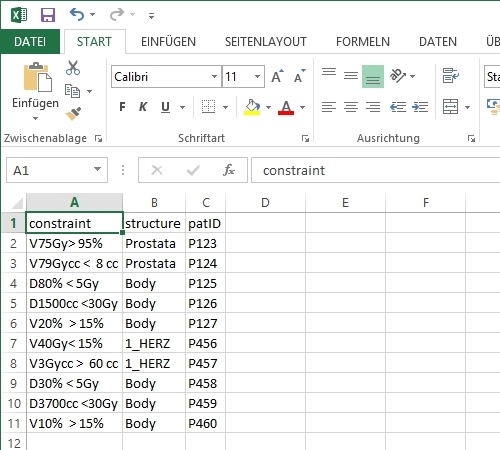 DATEI START EINFÜGEN SEITENLAYOUT FORMELN DATEN ÜB
Calibri 11 A A Sta
Einfügen F K U A
Zwischenablage Schriftart Ausrichtung
A1 fx constraint
A B C D E F
1 constraint structure patID
2 V75Gy> 95% Prostata P123
3 V79Gycc < 8 cc Prostata P124
4 D80% < 5Gy Body P125
5 D1500cc <30Gy Body P126
6 V20% > 15% Body P127
7 V40Gy< 15% 1_HERZ P456
8 V3Gycc > 60 cc 1_HERZ P457
9 D30% < 5Gy Body P458
10 D3700cc <30Gy Body P459
11 V10% > 15% Body P460
12